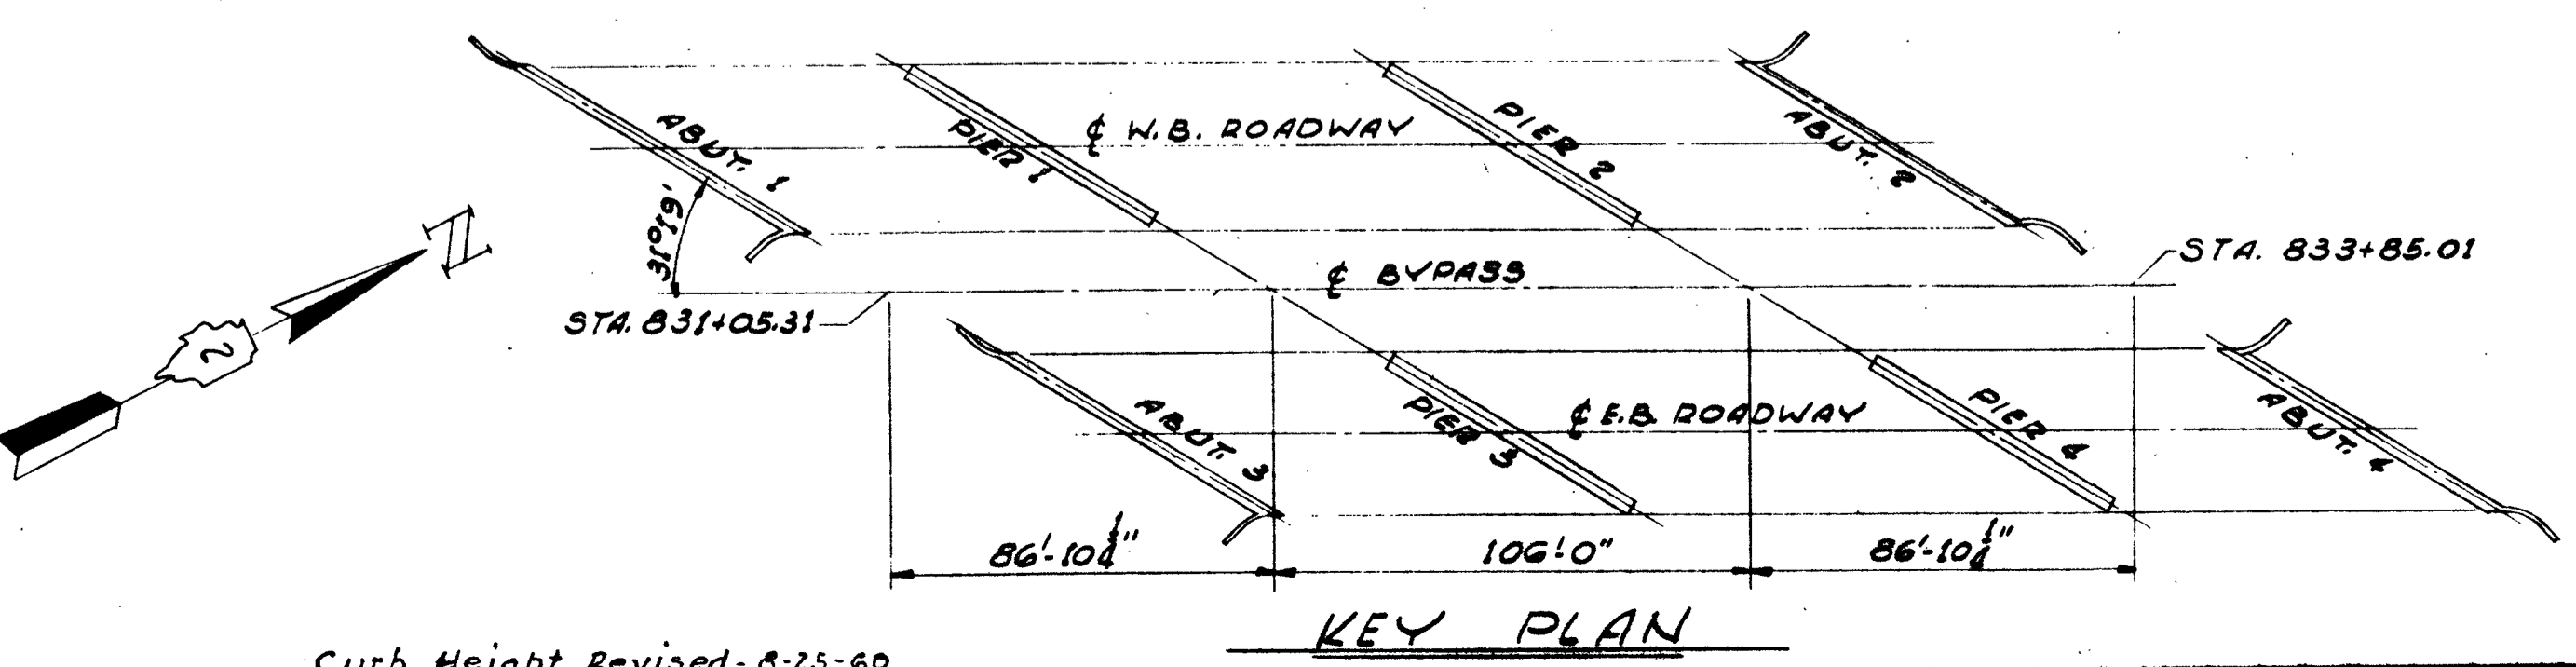 ABUT. 1
PIER 1
℄ W.B. ROADWAY
PIER 2
ABUT. 2
31°19'
N
STA. 833+85.01
℄ BYPASS
STA. 831+05.31
2
ABUT. 3
PIER 3
℄ E.B. ROADWAY
PIER 4
ABUT. 4
86'-10¼"
106'-0"
86'-10¼"
KEY PLAN
Curb Height Revised - 8-25-60